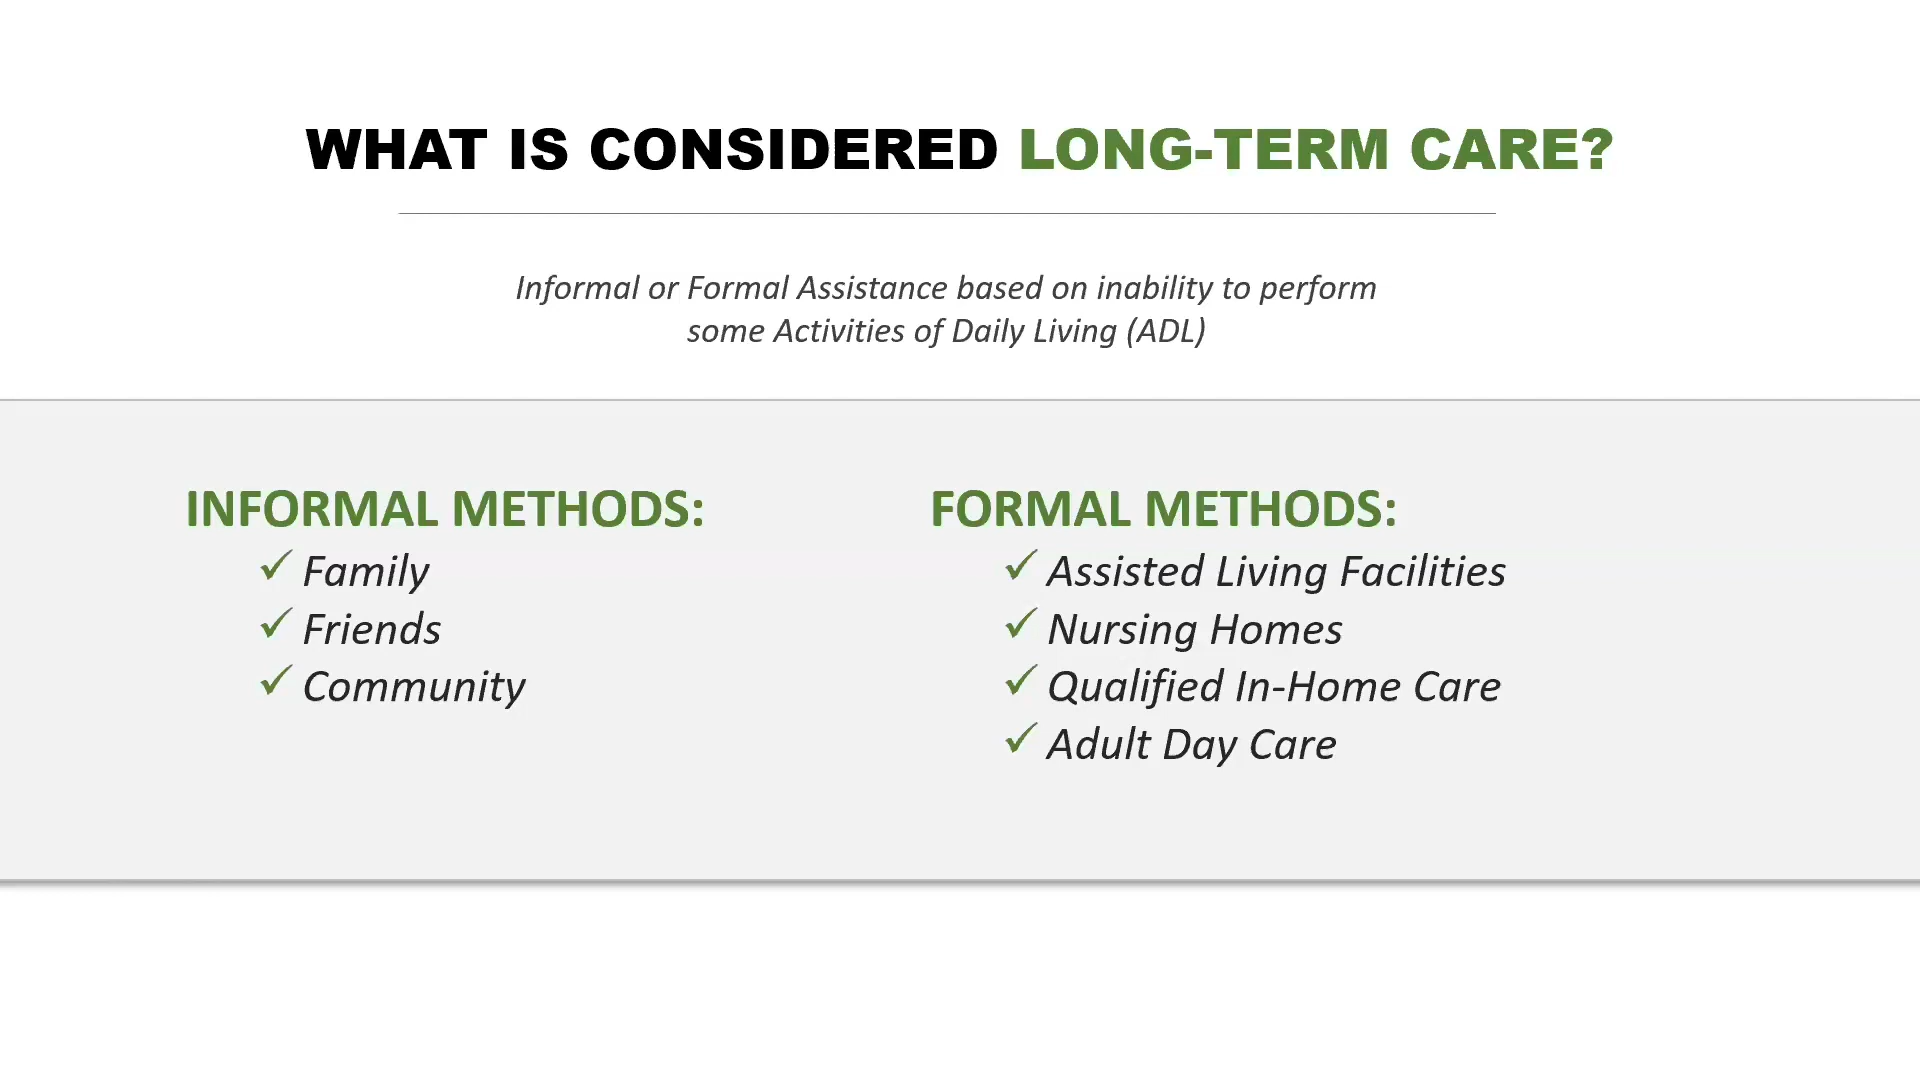 WHAT IS CONSIDERED LONG-TERM CARE?
Informal or Formal Assistance based on inability to perform
some Activities of Daily Living (ADL)
INFORMAL METHODS:
✓ Family
✓ Friends
✓ Community
FORMAL METHODS:
✓ Assisted Living Facilities
✓ Nursing Homes
✓ Qualified In-Home Care
✓ Adult Day Care